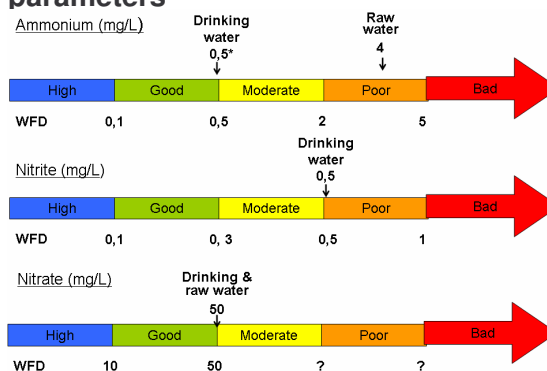 parameters
Ammonium (mg/L)
Drinking
water
0,5*
Raw
water
4
High Good Moderate Poor Bad
WFD 0,1 0,5 2 5
Nitrite (mg/L)
Drinking
water
0,5
High Good Moderate Poor Bad
WFD 0,1 0, 3 0,5 1
Nitrate (mg/L)
Drinking &
raw water
50
High Good Moderate Poor Bad
WFD 10 50 ? ?